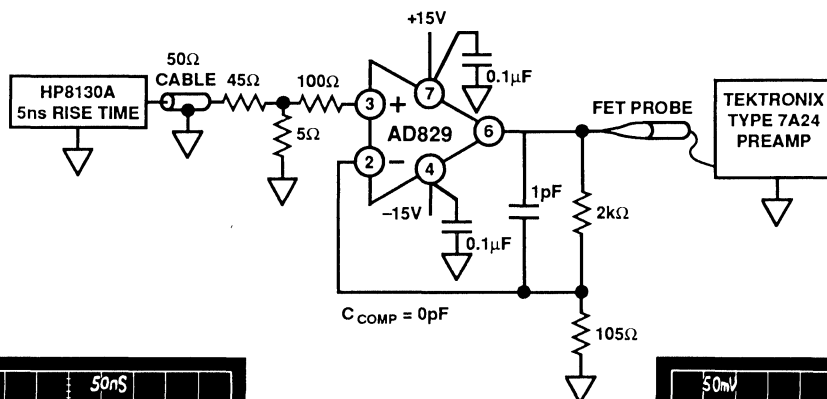 +15V
50Ω
CABLE
45Ω
100Ω
0.1µF
HP8130A
5ns RISE TIME
3
+
7
AD829
6
FET PROBE
TEKTRONIX
TYPE 7A24
PREAMP
5Ω
2
–
4
–15V
0.1µF
1pF
2kΩ
C COMP = 0pF
105Ω
50nS
50mV